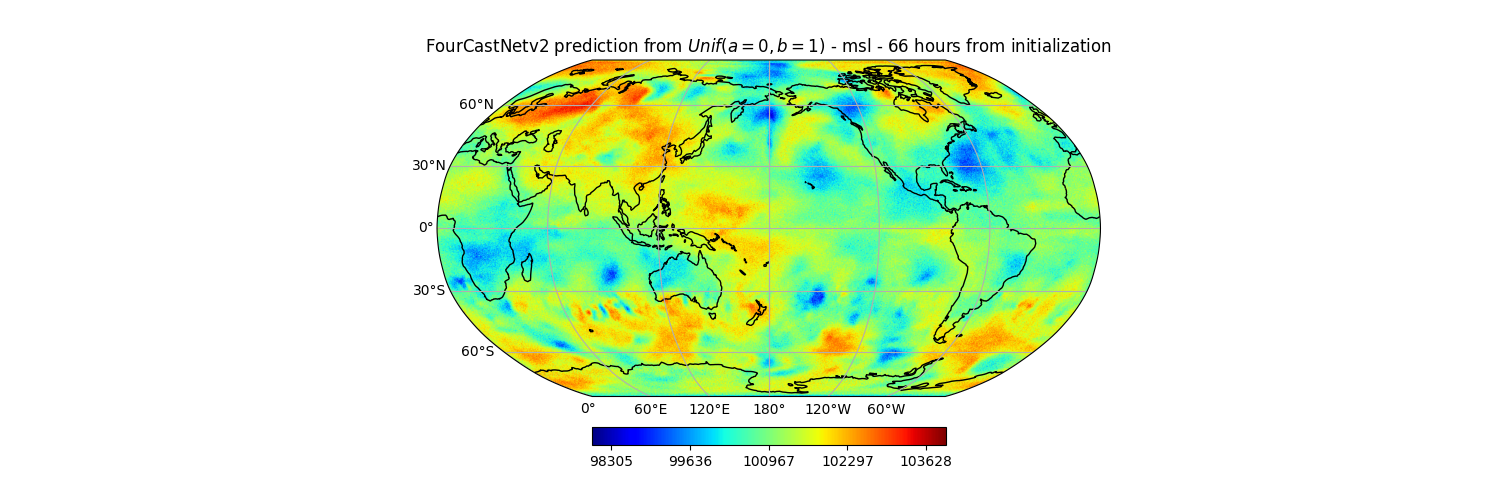 FourCastNetv2 prediction from Unif(a = 0, b = 1) - msl - 66 hours from initialization
60°N
30°N
0°
30°S
60°S
0° 60°E 120°E 180° 120°W 60°W
98305 99636 100967 102297 103628